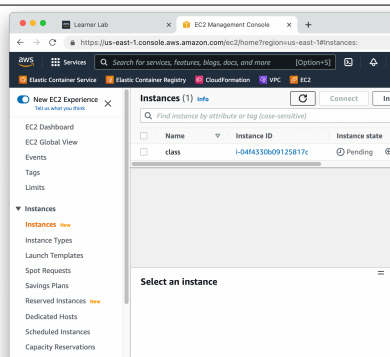 Learner Lab
EC2 Management Console
https://us-east-1.console.aws.amazon.com/ec2/home?region=us-east-1#Instances:
aws
Services
Search for services, features, blogs, docs, and more
[Option+S]
Elastic Container Service
Elastic Container Registry
CloudFormation
VPC
EC2
New EC2 Experience
Tell us what you think
EC2 Dashboard
EC2 Global View
Events
Tags
Limits
Instances
Instances New
Instance Types
Launch Templates
Spot Requests
Savings Plans
Reserved Instances New
Dedicated Hosts
Scheduled Instances
Capacity Reservations
Instances (1) Info
Connect
In
Find instance by attribute or tag (case-sensitive)
Name
Instance ID
Instance state
class
i-04f4330b09125817c
Pending
Select an instance